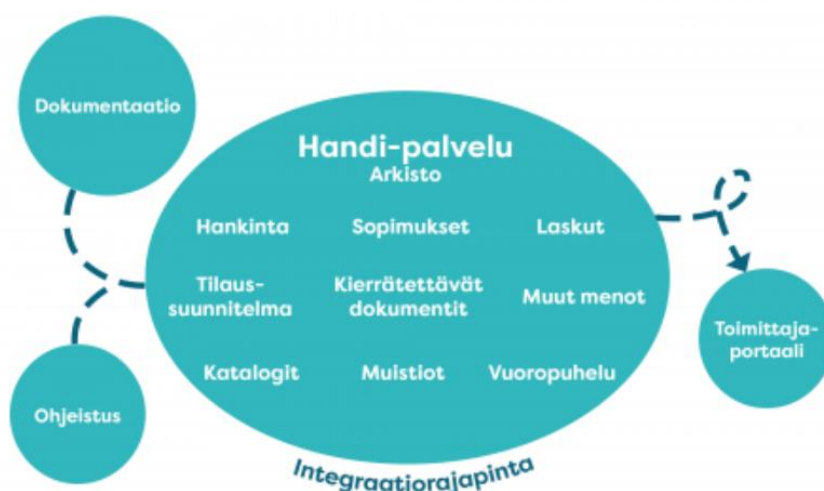 Dokumentaatio
Handi-palvelu
Arkisto
Hankinta
Sopimukset
Laskut
Tilaus-
suunnitelma
Kierrätettävät
dokumentit
Muut menot
Katalogit
Muistiot
Vuoropuhelu
Toimittaja-
portaali
Ohjeistus
Integraatiorajapinta